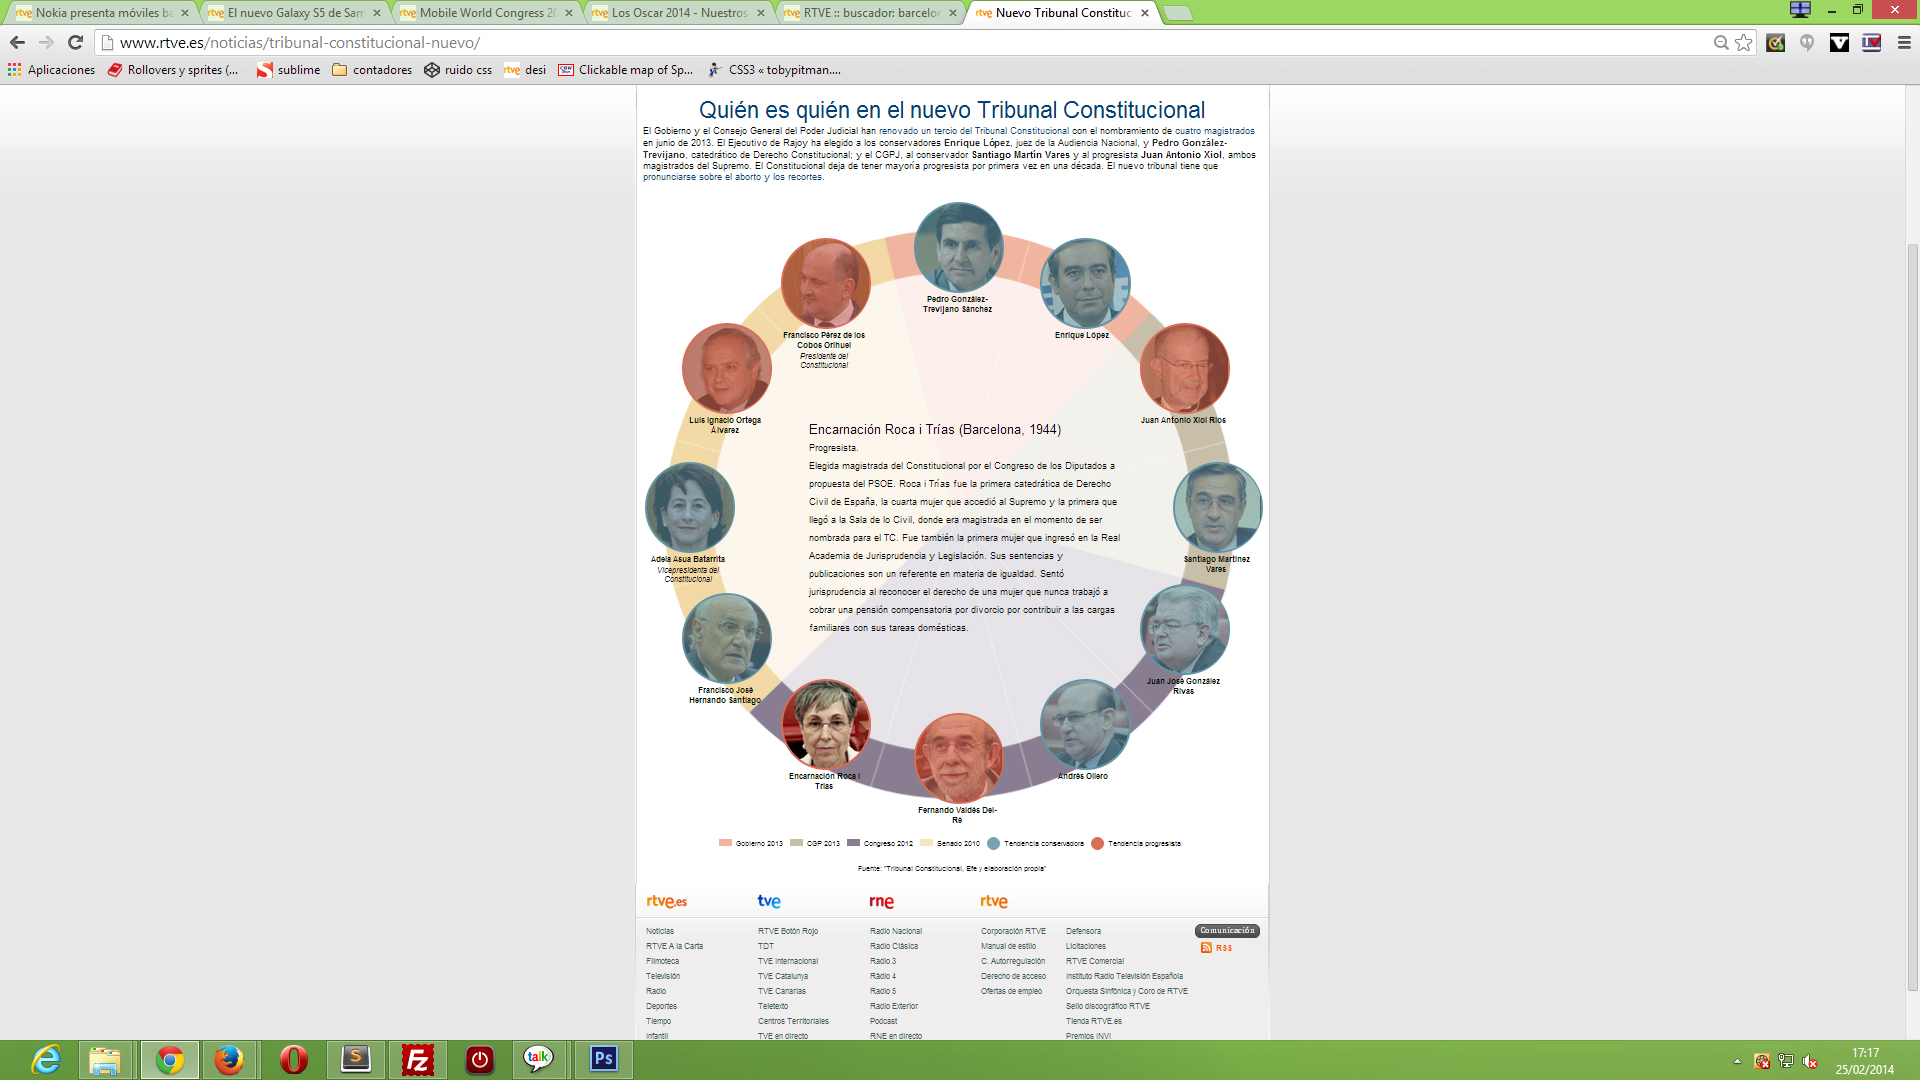 Nokia presenta móviles ba
El nuevo Galaxy S5 de Sam
Mobile World Congress 20
Los Oscar 2014 - Nuestros
RTVE :: buscador: barcelon
Nuevo Tribunal Constituc
www.rtve.es/noticias/tribunal-constitucional-nuevo/
Aplicaciones
Rollovers y sprites (...
sublime
contadores
ruido css
desi
Clickable map of Sp...
CSS3 « tobypitman....
Quién es quién en el nuevo Tribunal Constitucional
El Gobierno y el Consejo General del Poder Judicial han renovado un tercio del Tribunal Constitucional con el nombramiento de cuatro magistrados
en junio de 2013. El Ejecutivo de Rajoy ha elegido a los conservadores Enrique López, juez de la Audiencia Nacional, y Pedro González-
Trevijano, catedrático de Derecho Constitucional; y el CGPJ, al conservador Santiago Martín Vares y al progresista Juan Antonio Xiol, ambos
magistrados del Supremo. El Constitucional deja de tener mayoría progresista por primera vez en una década. El nuevo tribunal tiene que
pronunciarse sobre el aborto y los recortes.
Pedro González-
Trevijano Sánchez
Enrique López
Francisco Pérez de los
Cobos Orihuel
Presidente del
Constitucional
Juan Antonio Xiol Ríos
Luis Ignacio Ortega
Álvarez
Encarnación Roca i Trías (Barcelona, 1944)
Progresista.
Elegida magistrada del Constitucional por el Congreso de los Diputados a
propuesta del PSOE. Roca i Trías fue la primera catedrática de Derecho
Civil de España, la cuarta mujer que accedió al Supremo y la primera que
llegó a la Sala de lo Civil, donde era magistrada en el momento de ser
nombrada para el TC. Fue también la primera mujer que ingresó en la Real
Academia de Jurisprudencia y Legislación. Sus sentencias y
publicaciones son un referente en materia de igualdad. Sentó
jurisprudencia al reconocer el derecho de una mujer que nunca trabajó a
cobrar una pensión compensatoria por divorcio por contribuir a las cargas
familiares con sus tareas domésticas.
Adela Asua Batarrita
Vicepresidenta del
Constitucional
Santiago Martínez
Vares
Francisco José
Hernando Santiago
Juan José González
Rivas
Encarnación Roca i
Trías
Andrés Ollero
Fernando Valdés Del-
Ré
Gobierno 2013
CGP 2013
Congreso 2012
Senado 2010
Tendencia conservadora
Tendencia progresista
Fuente: "Tribunal Constitucional, Efe y elaboración propia"
rtve.es
tve
rne
rtve
Noticias
RTVE A la Carta
Filmoteca
Televisión
Radio
Deportes
Tiempo
Infantil
RTVE Botón Rojo
TDT
TVE Internacional
TVE Catalunya
TVE Canarias
Teletexto
Centros Territoriales
TVE en directo
Radio Nacional
Radio Clásica
Radio 3
Ràdio 4
Radio 5
Radio Exterior
Podcast
RNE en directo
Corporación RTVE
Manual de estilo
C. Autorregulación
Derecho de acceso
Ofertas de empleo
Defensora
Licitaciones
RTVE Comercial
Instituto Radio Televisión Española
Orquesta Sinfónica y Coro de RTVE
Sello discográfico RTVE
Tienda RTVE.es
Premios INVI
Comunicación
RSS
talk
Ps
17:17
25/02/2014